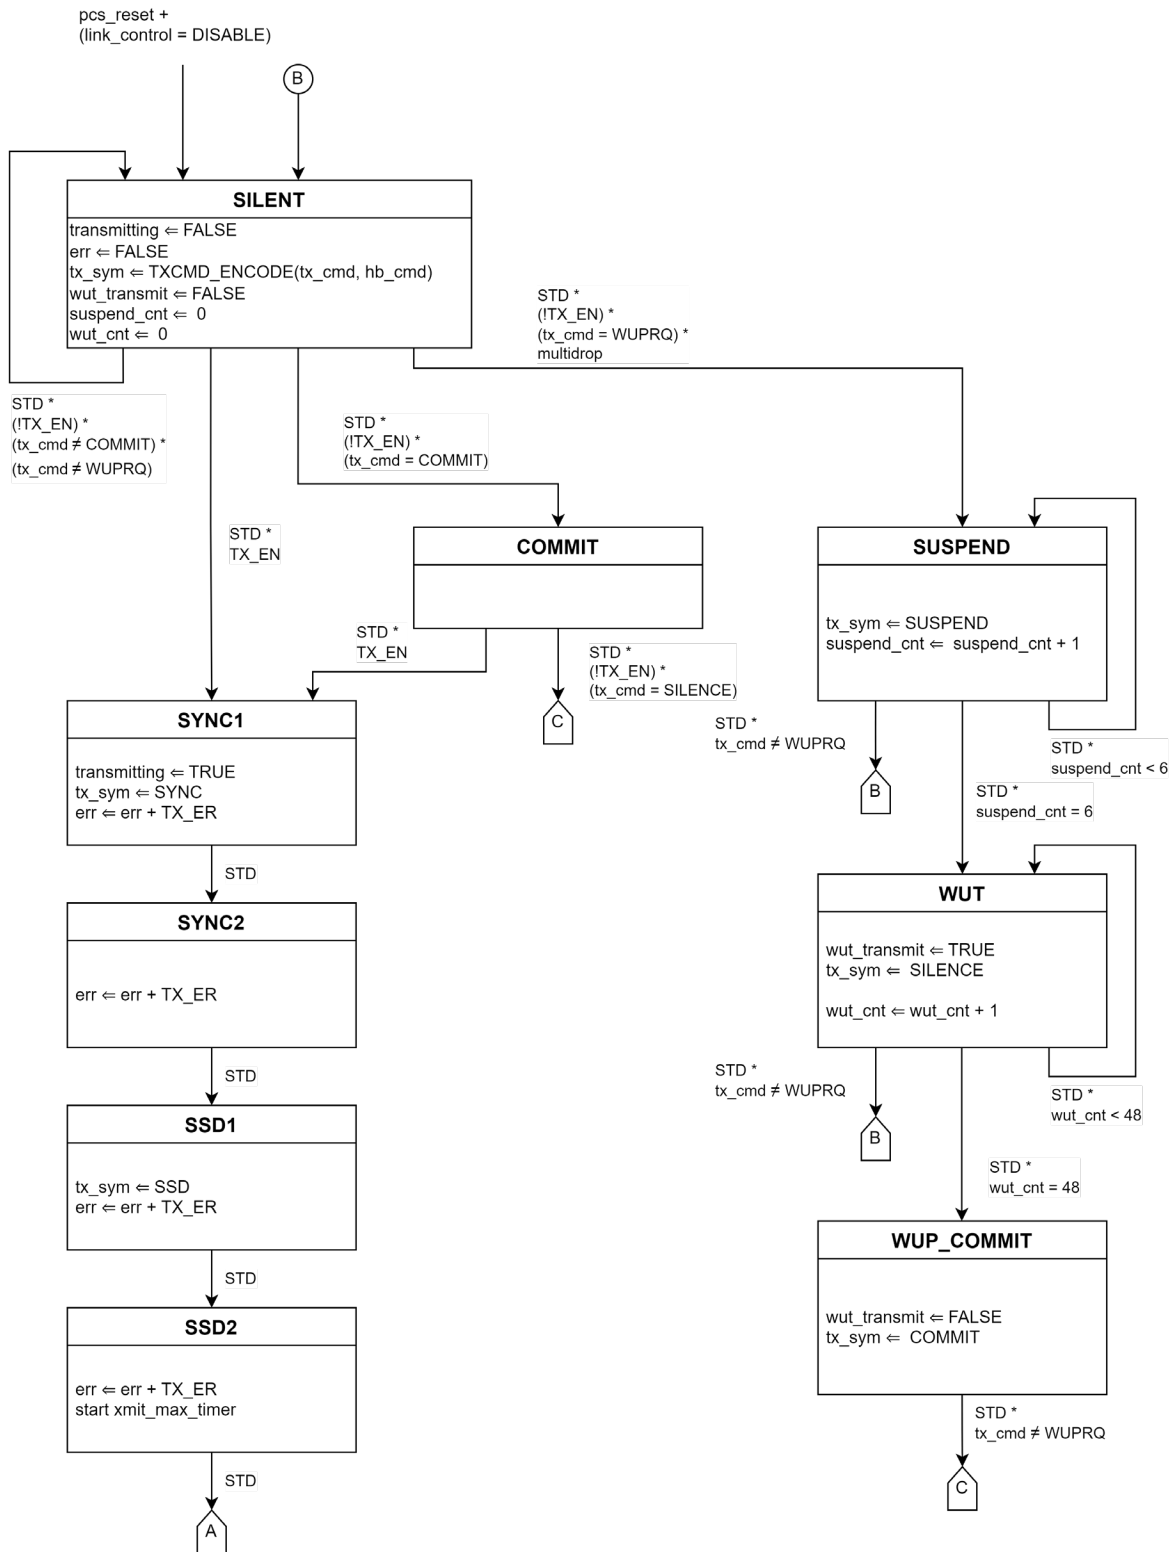 pcs_reset +
(link_control = DISABLE)
B
SILENT
transmitting ⇐ FALSE
err ⇐ FALSE
tx_sym ⇐ TXCMD_ENCODE(tx_cmd, hb_cmd)
wut_transmit ⇐ FALSE
suspend_cnt ⇐ 0
wut_cnt ⇐ 0
STD *
(!TX_EN) *
(tx_cmd = WUPRQ) *
multidrop
STD *
(!TX_EN) *
(tx_cmd ≠ COMMIT) *
(tx_cmd ≠ WUPRQ)
STD *
(!TX_EN) *
(tx_cmd = COMMIT)
STD *
TX_EN
COMMIT
SUSPEND
tx_sym ⇐ SUSPEND
suspend_cnt ⇐ suspend_cnt + 1
STD *
TX_EN
STD *
(!TX_EN) *
(tx_cmd = SILENCE)
C
STD *
tx_cmd ≠ WUPRQ
B
STD *
suspend_cnt < 6
STD *
suspend_cnt = 6
SYNC1
transmitting ⇐ TRUE
tx_sym ⇐ SYNC
err ⇐ err + TX_ER
STD
WUT
wut_transmit ⇐ TRUE
tx_sym ⇐ SILENCE
wut_cnt ⇐ wut_cnt + 1
SYNC2
err ⇐ err + TX_ER
STD
STD *
tx_cmd ≠ WUPRQ
B
STD *
wut_cnt < 48
STD *
wut_cnt = 48
SSD1
tx_sym ⇐ SSD
err ⇐ err + TX_ER
STD
WUP_COMMIT
wut_transmit ⇐ FALSE
tx_sym ⇐ COMMIT
SSD2
err ⇐ err + TX_ER
start xmit_max_timer
STD
A
STD *
tx_cmd ≠ WUPRQ
C